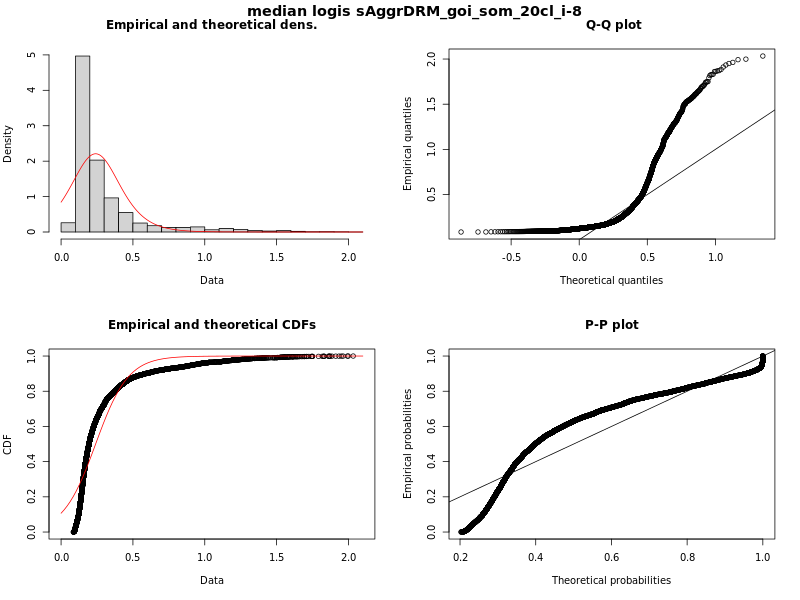 median logis sAggrDRM_goi_som_20cl_i-8
Empirical and theoretical dens.
Density
0 1 2 3 4 5
0.0 0.5 1.0 1.5 2.0
Data
Q-Q plot
Empirical quantiles
0.5 1.0 1.5 2.0
-0.5 0.0 0.5 1.0
Theoretical quantiles
Empirical and theoretical CDFs
CDF
0.0 0.2 0.4 0.6 0.8 1.0
0.0 0.5 1.0 1.5 2.0
Data
P-P plot
Empirical probabilities
0.0 0.2 0.4 0.6 0.8 1.0
0.2 0.4 0.6 0.8 1.0
Theoretical probabilities